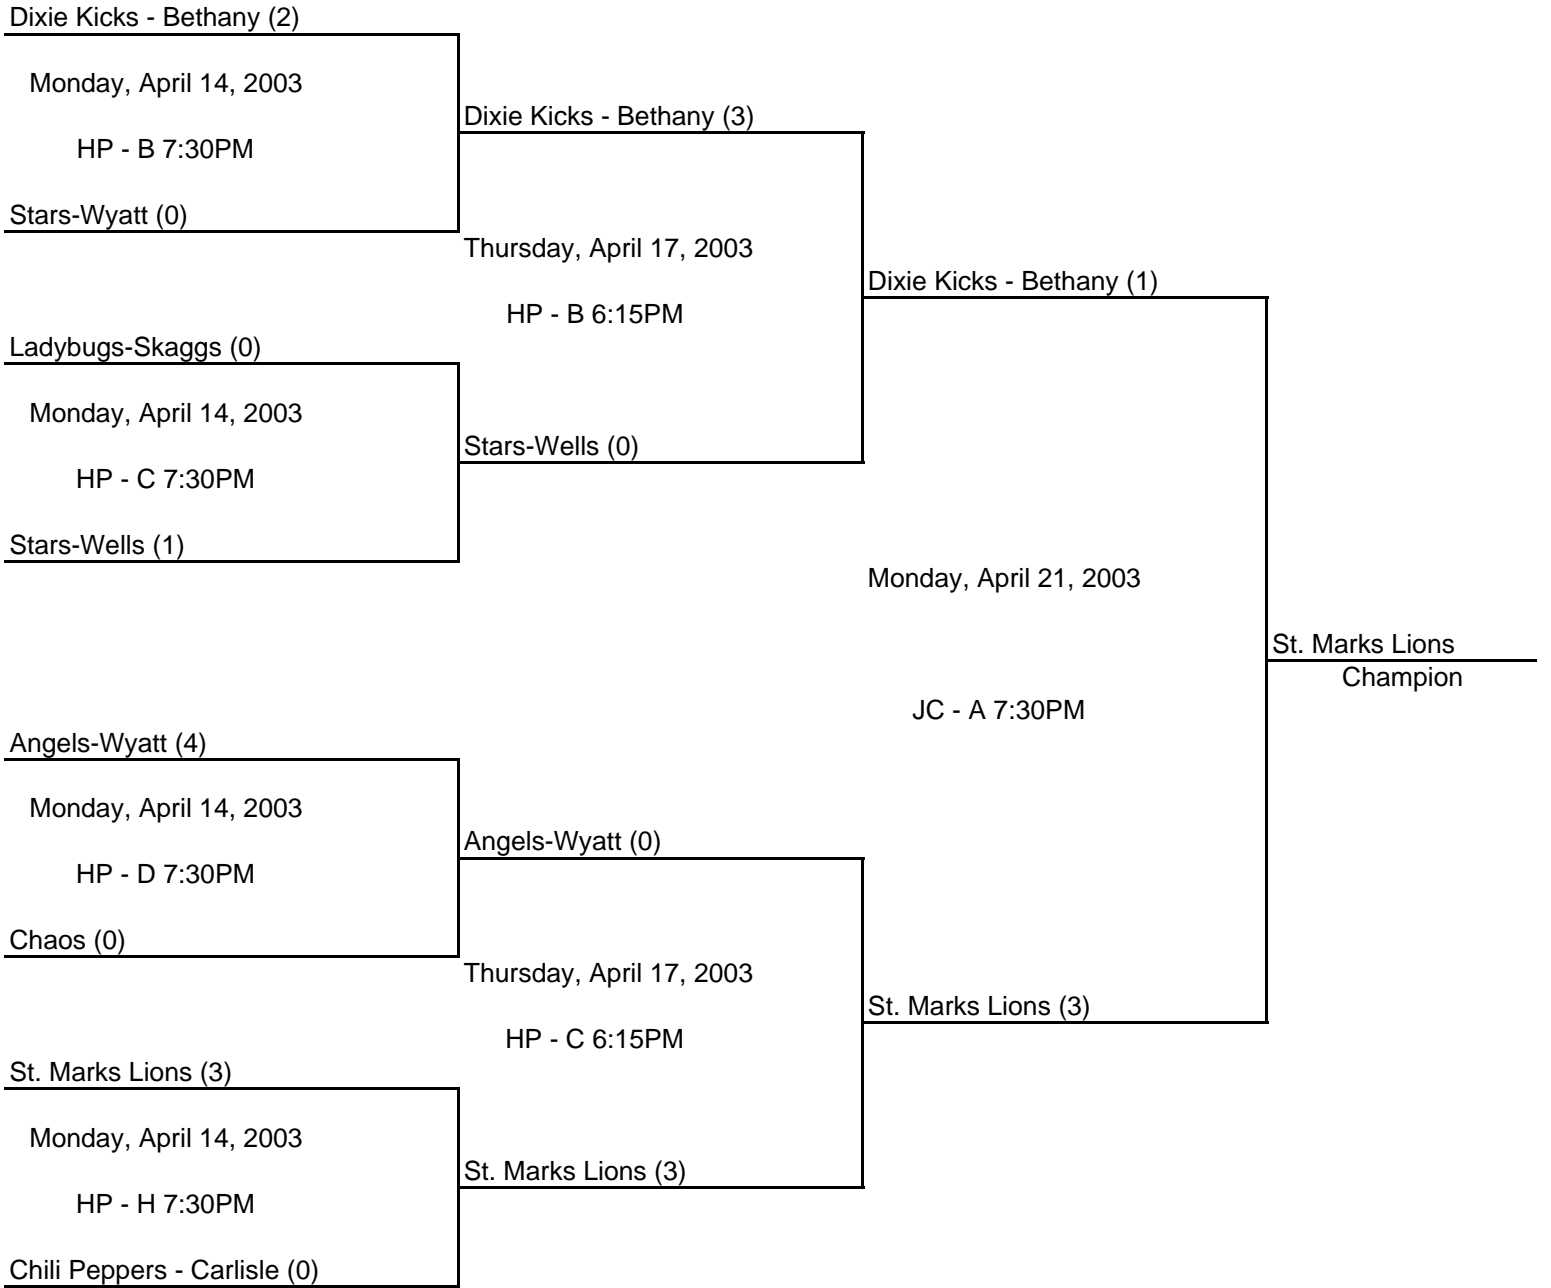 Dixie Kicks - Bethany (2)
Monday, April 14, 2003
HP - B 7:30PM
Stars-Wyatt (0)
Dixie Kicks - Bethany (3)
Thursday, April 17, 2003
HP - B 6:15PM
Ladybugs-Skaggs (0)
Monday, April 14, 2003
HP - C 7:30PM
Stars-Wells (1)
Stars-Wells (0)
Dixie Kicks - Bethany (1)
Monday, April 21, 2003
JC - A 7:30PM
St. Marks Lions
Champion
Angels-Wyatt (4)
Monday, April 14, 2003
HP - D 7:30PM
Chaos (0)
Angels-Wyatt (0)
Thursday, April 17, 2003
HP - C 6:15PM
St. Marks Lions (3)
St. Marks Lions (3)
Monday, April 14, 2003
HP - H 7:30PM
Chili Peppers - Carlisle (0)
St. Marks Lions (3)